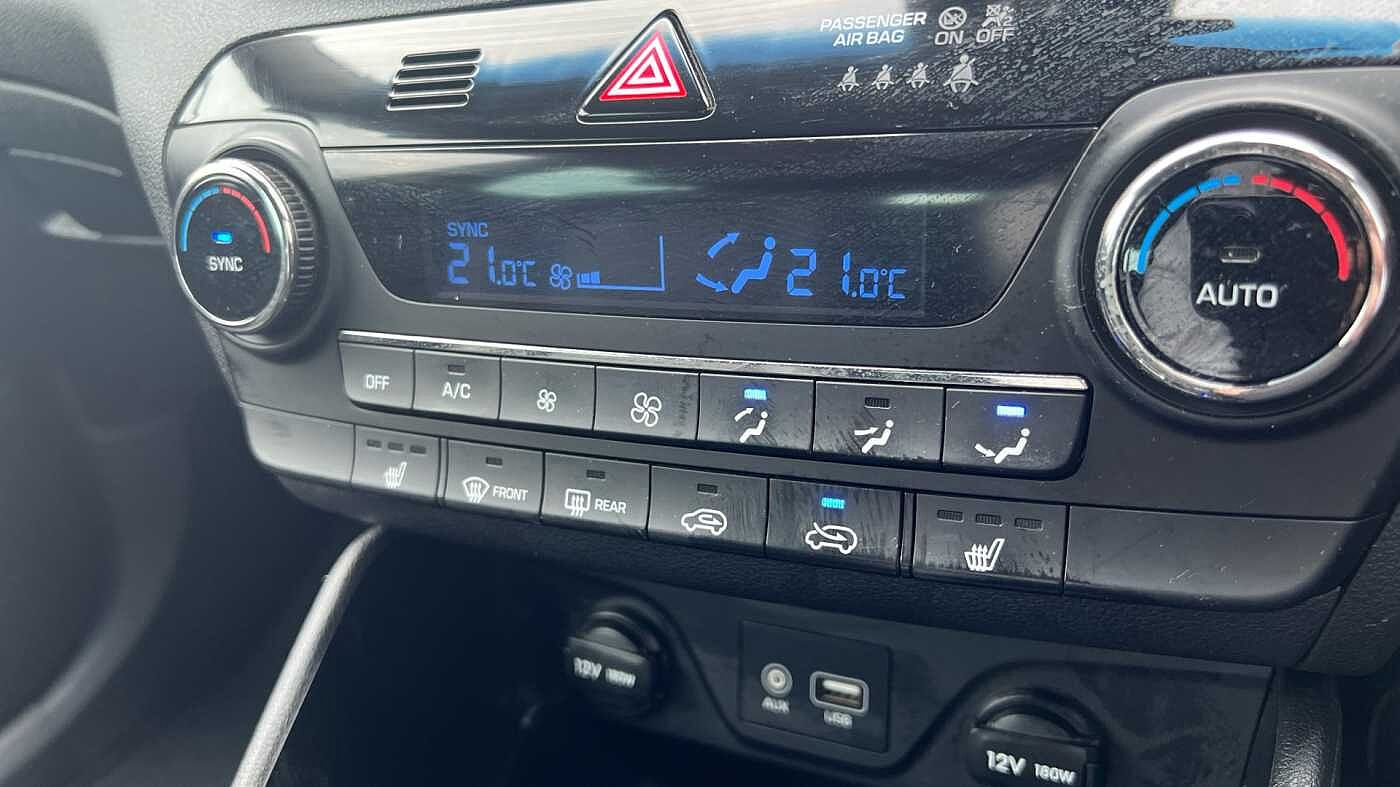 PASSENGER
AIR BAG
ON OFF
SYNC
21.0°C
21.0°C
SYNC
AUTO
OFF
A/C
FRONT
REAR
12V 180W
AUX
USB
12V 180W